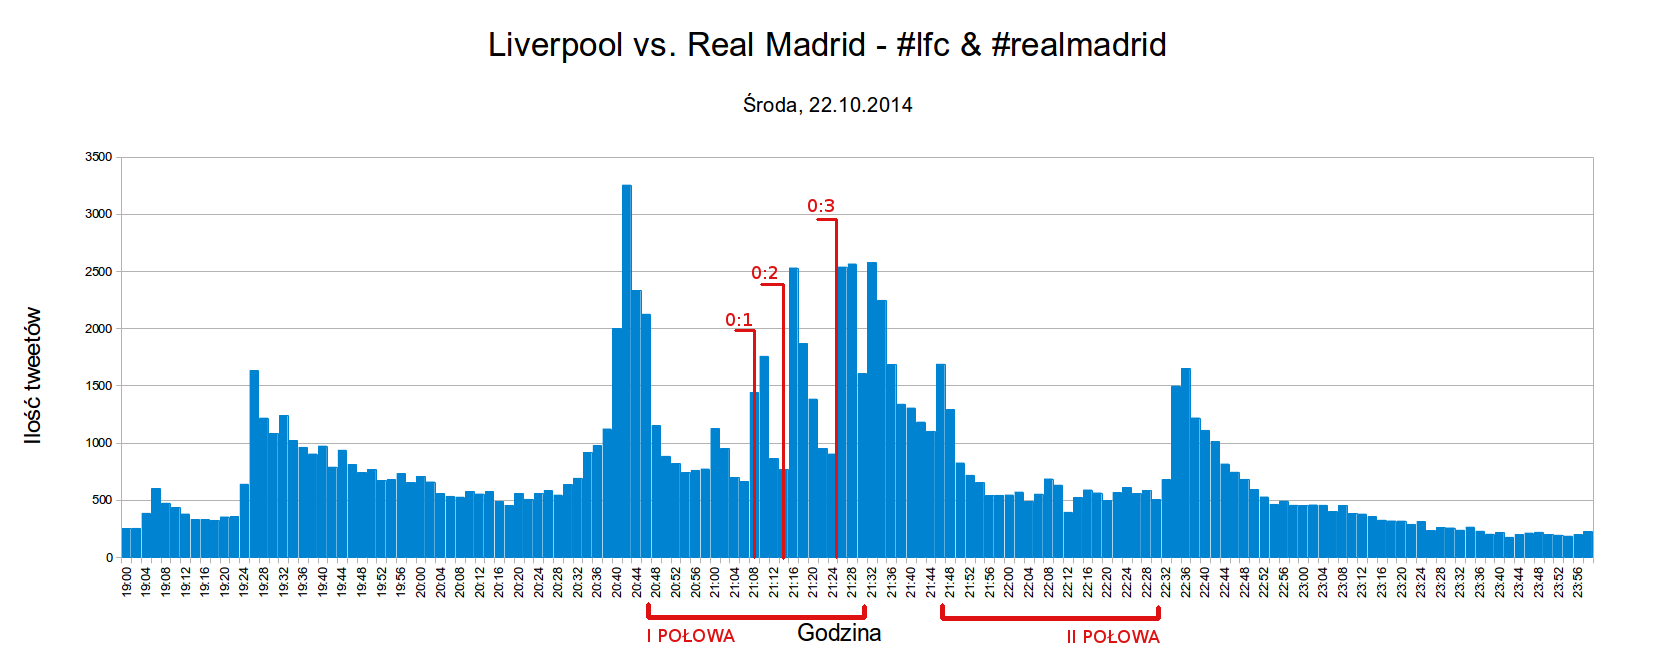 Liverpool vs. Real Madrid - #lfc & #realmadrid
Środa, 22.10.2014
Ilość tweetów
3500
3000
2500
2000
1500
1000
500
0
0:1
0:2
0:3
19:00 19:04 19:08 19:12 19:16 19:20 19:24 19:28 19:32 19:36 19:40 19:44 19:48 19:52 19:56 20:00 20:04 20:08 20:12 20:16 20:20 20:24 20:28 20:32 20:36 20:40 20:44 20:48 20:52 20:56 21:00 21:04 21:08 21:12 21:16 21:20 21:24 21:28 21:32 21:36 21:40 21:44 21:48 21:52 21:56 22:00 22:04 22:08 22:12 22:16 22:20 22:24 22:28 22:32 22:36 22:40 22:44 22:48 22:52 22:56 23:00 23:04 23:08 23:12 23:16 23:20 23:24 23:28 23:32 23:36 23:40 23:44 23:48 23:52 23:56
I POŁOWA
Godzina
II POŁOWA